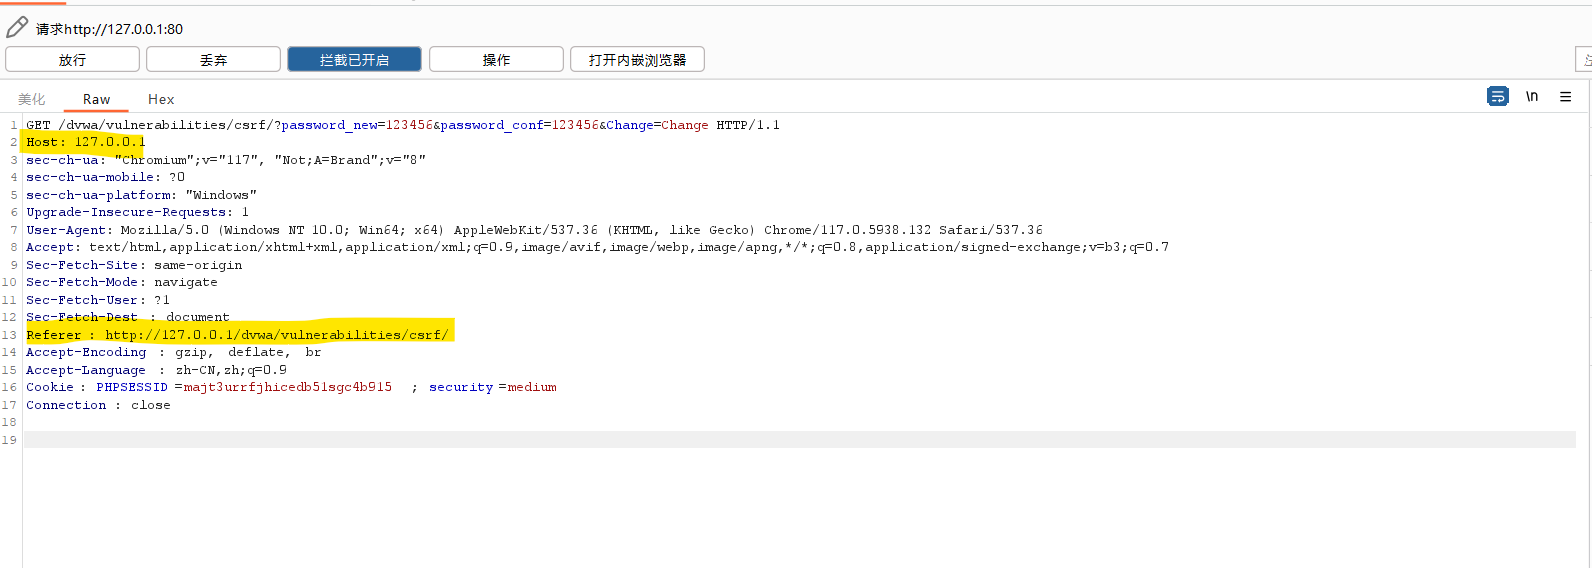 请求http://127.0.0.1:80
放行 丢弃 拦截已开启 操作 打开内嵌浏览器
美化 Raw Hex \n
1 GET /dvwa/vulnerabilities/csrf/?password_new=123456&password_conf=123456&Change=Change HTTP/1.1
2 Host: 127.0.0.1
3 sec-ch-ua: "Chromium";v="117", "Not;A=Brand";v="8"
4 sec-ch-ua-mobile: ?0
5 sec-ch-ua-platform: "Windows"
6 Upgrade-Insecure-Requests: 1
7 User-Agent: Mozilla/5.0 (Windows NT 10.0; Win64; x64) AppleWebKit/537.36 (KHTML, like Gecko) Chrome/117.0.5938.132 Safari/537.36
8 Accept: text/html,application/xhtml+xml,application/xml;q=0.9,image/avif,image/webp,image/apng,*/*;q=0.8,application/signed-exchange;v=b3;q=0.7
9 Sec-Fetch-Site: same-origin
10 Sec-Fetch-Mode: navigate
11 Sec-Fetch-User: ?1
12 Sec-Fetch-Dest : document
13 Referer : http://127.0.0.1/dvwa/vulnerabilities/csrf/
14 Accept-Encoding : gzip, deflate, br
15 Accept-Language : zh-CN,zh;q=0.9
16 Cookie : PHPSESSID =majt3urrfjhicedb51sgc4b915 ; security =medium
17 Connection : close
18
19